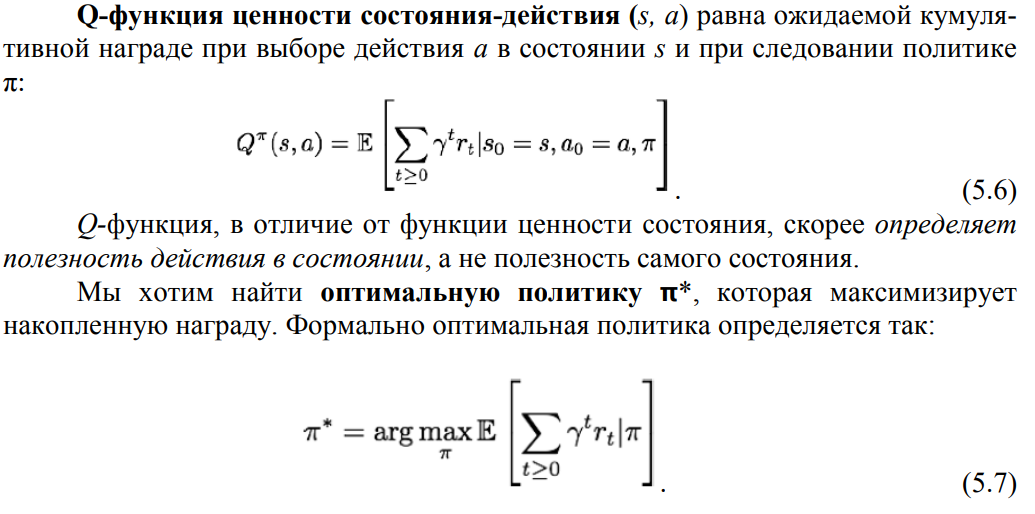 Q-функция ценности состояния-действия (s, a) равна ожидаемой кумуля-
тивной награде при выборе действия a в состоянии s и при следовании политике
π:
Q^π(s, a) = 𝔼 [∑_{t≥0} γ^t r_t | s_0 = s, a_0 = a, π]. (5.6)
Q-функция, в отличие от функции ценности состояния, скорее определяет
полезность действия в состоянии, а не полезность самого состояния.
Мы хотим найти оптимальную политику π*, которая максимизирует
накопленную награду. Формально оптимальная политика определяется так:
π* = arg max_π 𝔼 [∑_{t≥0} γ^t r_t | π]. (5.7)